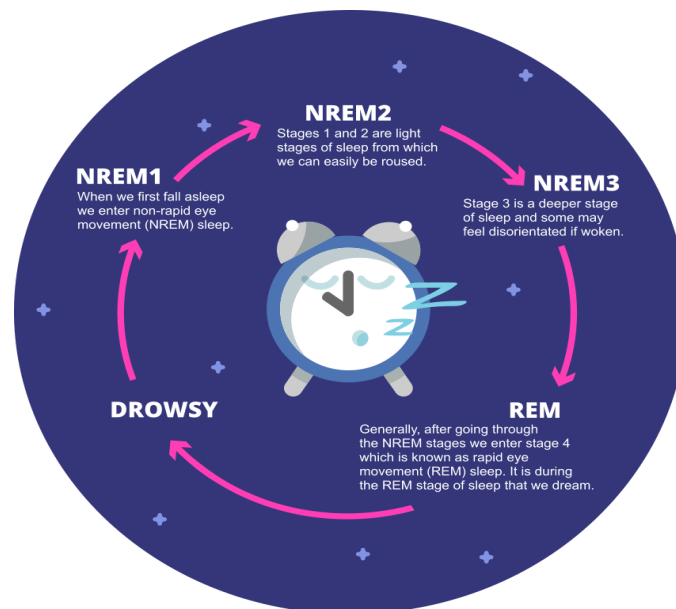 NREM2
Stages 1 and 2 are light
stages of sleep from which
we can easily be roused.
NREM1
When we first fall asleep
we enter non-rapid eye
movement (NREM) sleep.
NREM3
Stage 3 is a deeper stage
of sleep and some may
feel disorientated if woken.
Z
Z
DROWSY
REM
Generally, after going through
the NREM stages we enter stage 4
which is known as rapid eye
movement (REM) sleep. It is during
the REM stage of sleep that we dream.